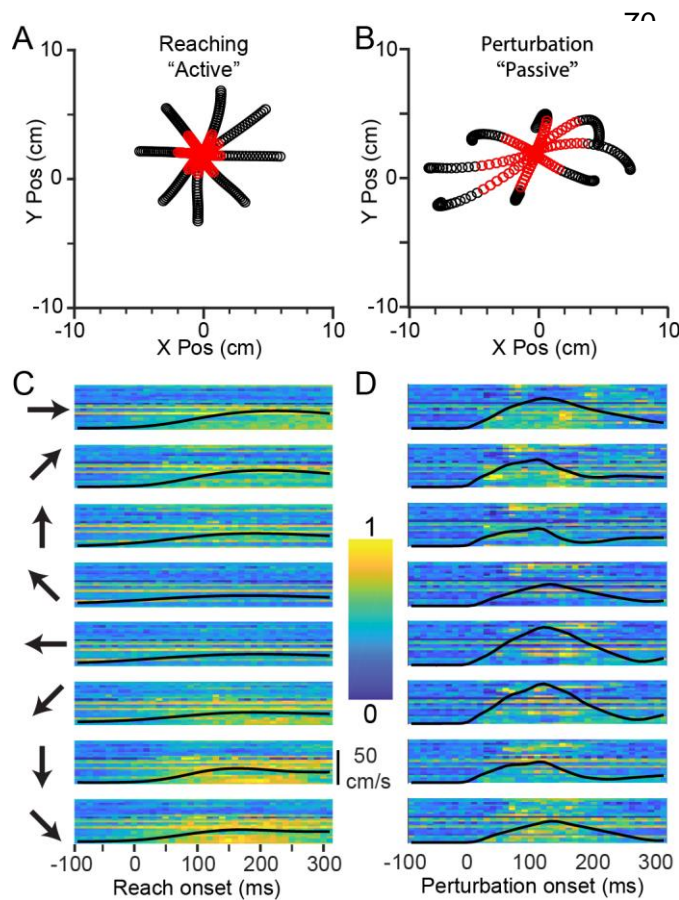 A
Reaching
“Active”
10
0
-10
Y Pos (cm)
-10 0 10
X Pos (cm)
B
Perturbation
“Passive”
10
0
-10
Y Pos (cm)
-10 0 10
X Pos (cm)
C
D
1
0
50
cm/s
-100 0 100 200 300
Reach onset (ms)
-100 0 100 200 300
Perturbation onset (ms)